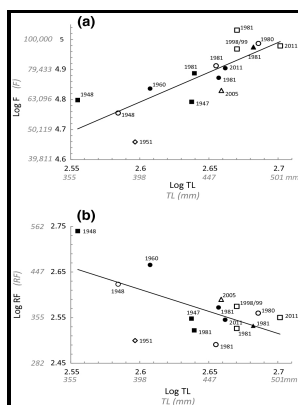 (a)
100,000 5
1981
1980
2011
1998/99
1981
79,433 4.9
1981
2011
1981
1960
2005
63,096 4.8
1948
1947
1948
50,119 4.7
1951
39,811 4.6
Log F
(F)
2.55 2.6 2.65 2.7
Log TL
355 398 447 501 mm
TL (mm)
(b)
562 2.75
1948
1960
447 2.65
1948
2005
1998/99
1980
1981
355 2.55
1947
2011
2011
1981
1981
1981
1951
1981
282 2.45
Log RF
(RF)
2.55 2.6 2.65 2.7
Log TL
355 398 447 501 mm
TL (mm)